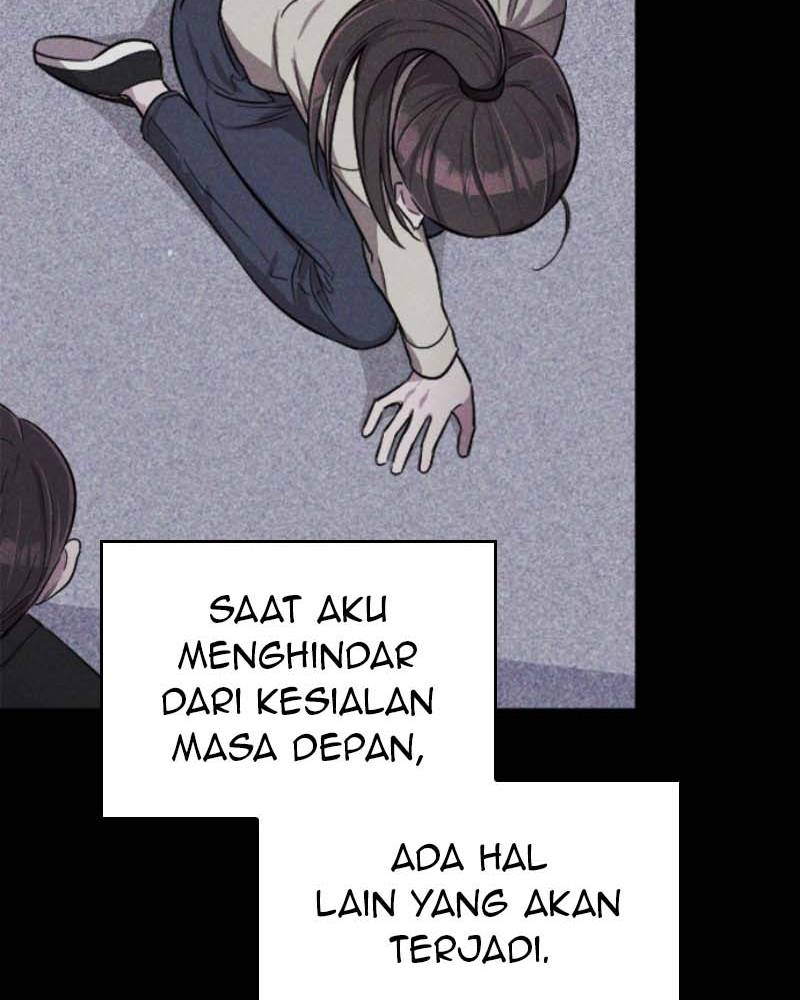 SAAT AKU
MENGHINDAR
DARI KESIALAN
MASA DEPAN,
ADA HAL
LAIN YANG AKAN
TERJADI.